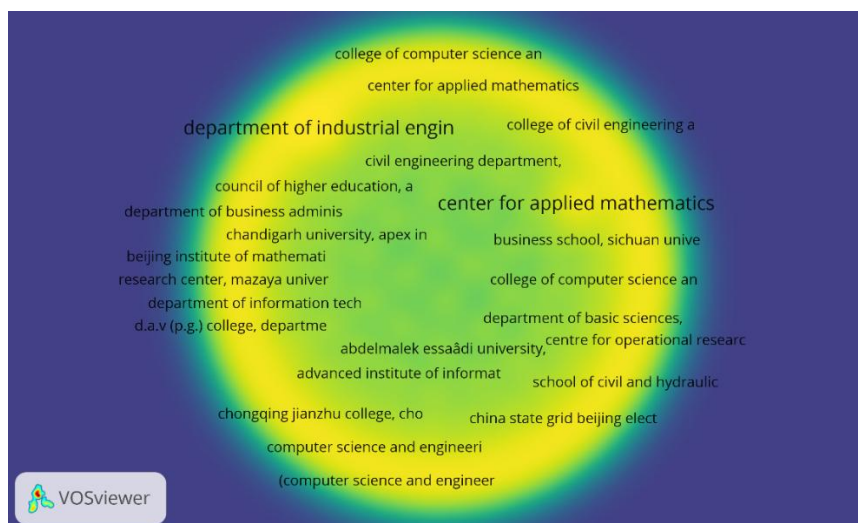 college of computer science an
center for applied mathematics
department of industrial engin
college of civil engineering a
civil engineering department,
council of higher education, a
center for applied mathematics
department of business adminis
chandigarh university, apex in
business school, sichuan unive
beijing institute of mathemati
research center, mazaya univer
college of computer science an
department of information tech
department of basic sciences,
d.a.v (p.g.) college, departme
centre for operational researc
abdelmalek essaâdi university,
advanced institute of informat
school of civil and hydraulic
chongqing jianzhu college, cho
china state grid beijing elect
computer science and engineeri
(computer science and engineer
VOSviewer